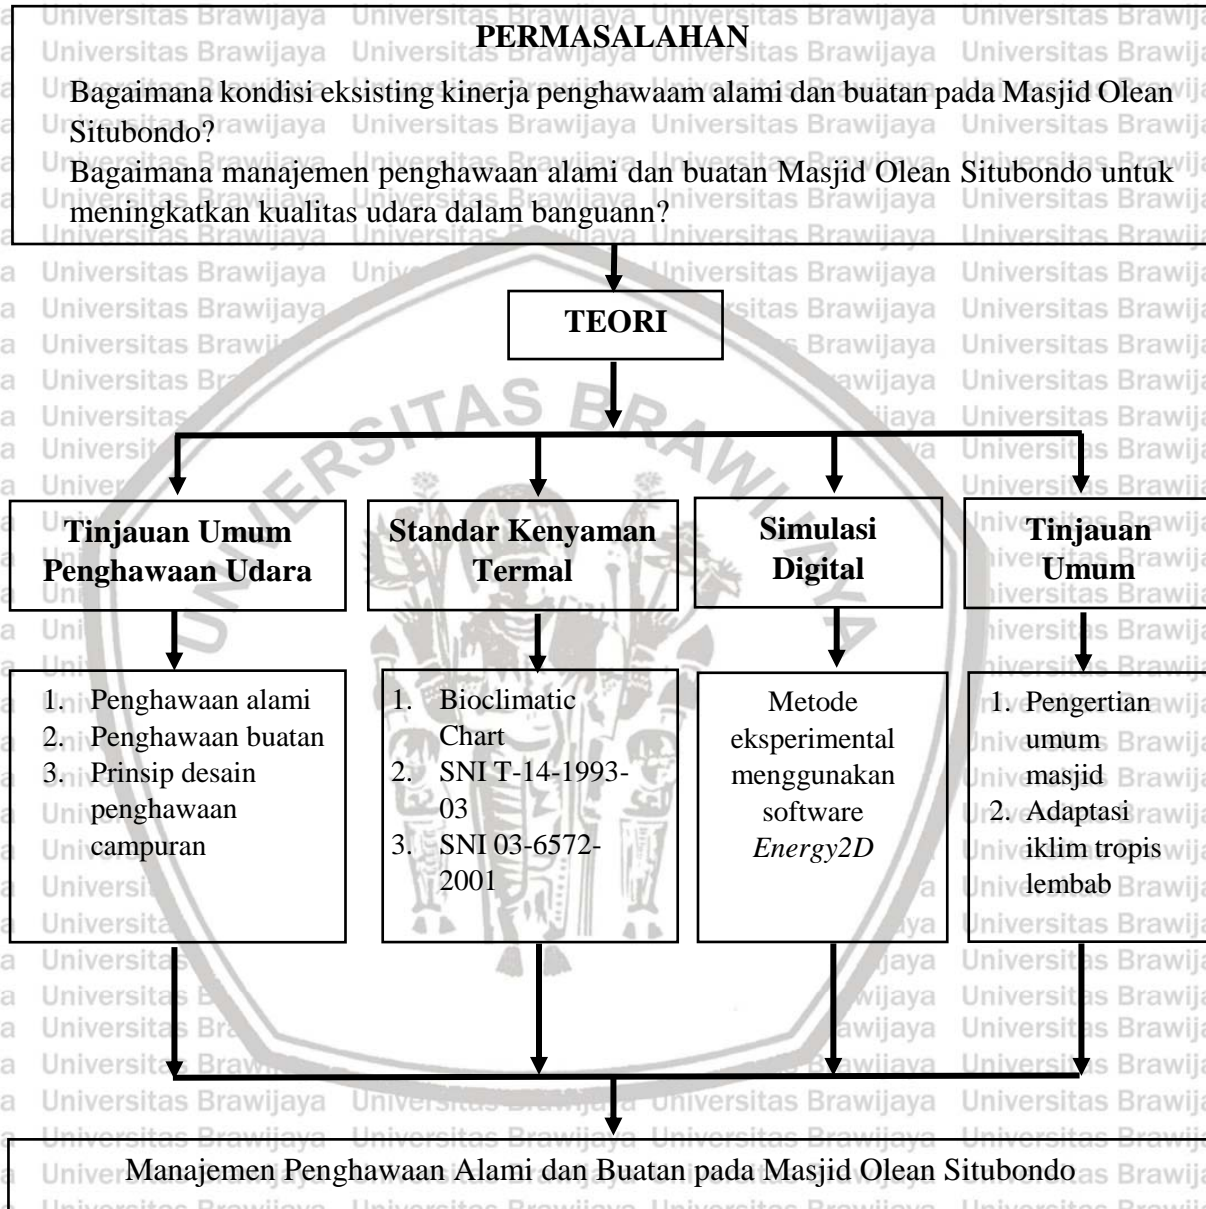 PERMASALAHAN
Bagaimana kondisi eksisting kinerja penghawaam alami dan buatan pada Masjid Olean
Situbondo?
Bagaimana manajemen penghawaan alami dan buatan Masjid Olean Situbondo untuk
meningkatkan kualitas udara dalam banguann?
TEORI
Tinjauan Umum
Penghawaan Udara
Standar Kenyaman
Termal
Simulasi
Digital
Tinjauan
Umum
1. Penghawaan alami
2. Penghawaan buatan
3. Prinsip desain
penghawaan
campuran
1. Bioclimatic
Chart
2. SNI T-14-1993-
03
3. SNI 03-6572-
2001
Metode
eksperimental
menggunakan
software
Energy2D
1. Pengertian
umum
masjid
2. Adaptasi
iklim tropis
lembab
Manajemen Penghawaan Alami dan Buatan pada Masjid Olean Situbondo
UNIVERSITAS BRAWIJAYA
Universitas Brawijaya